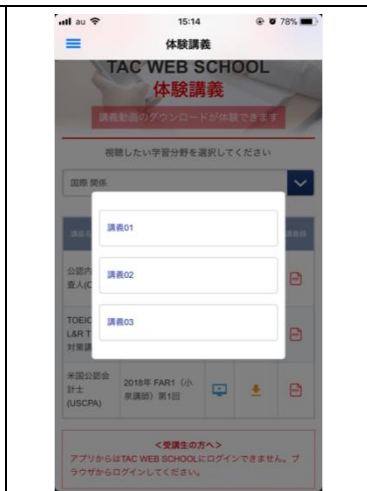 au 15:14 78%
体験講義
TAC WEB SCHOOL
体験講義
講義動画のダウンロードが体験できます
視聴したい学習分野を選択してください
国際 関係
講義01
公認内
査人(C
講義02
TOEIC
L&R T
対策講
講義03
米国公認会
計士
(USCPA)
2018年 FAR1（小
泉講師）第1回
<受講生の方へ>
アプリからはTAC WEB SCHOOLにログインできません。ブ
ラウザからログインしてください。